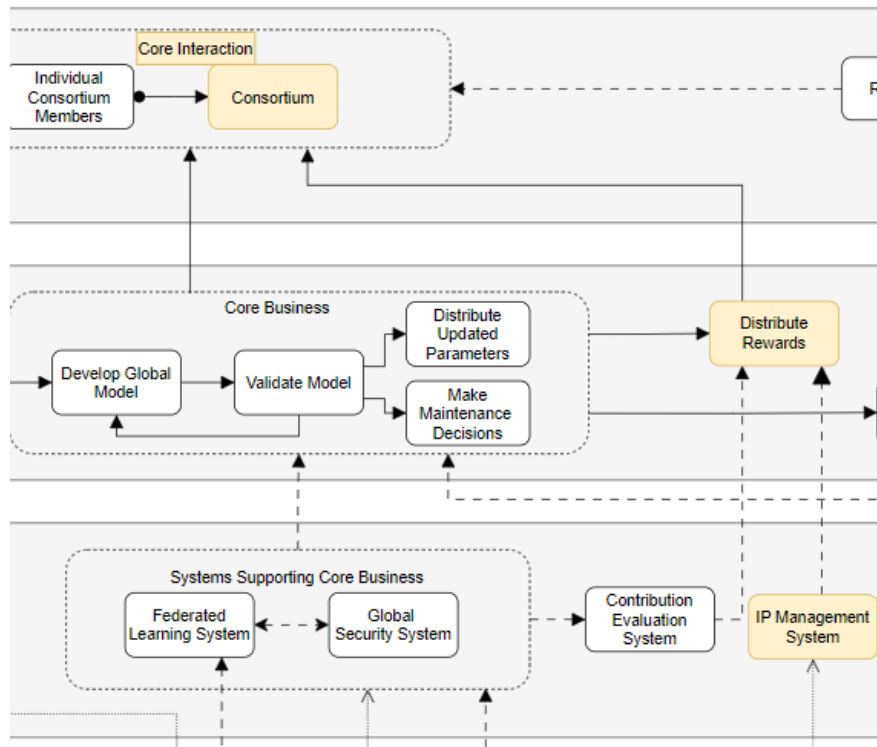 Core Interaction
Individual
Consortium
Members
Consortium
R
Core Business
Develop Global
Model
Validate Model
Distribute
Updated
Parameters
Make
Maintenance
Decisions
Distribute
Rewards
Systems Supporting Core Business
Federated
Learning System
Global
Security System
Contribution
Evaluation
System
IP Management
System